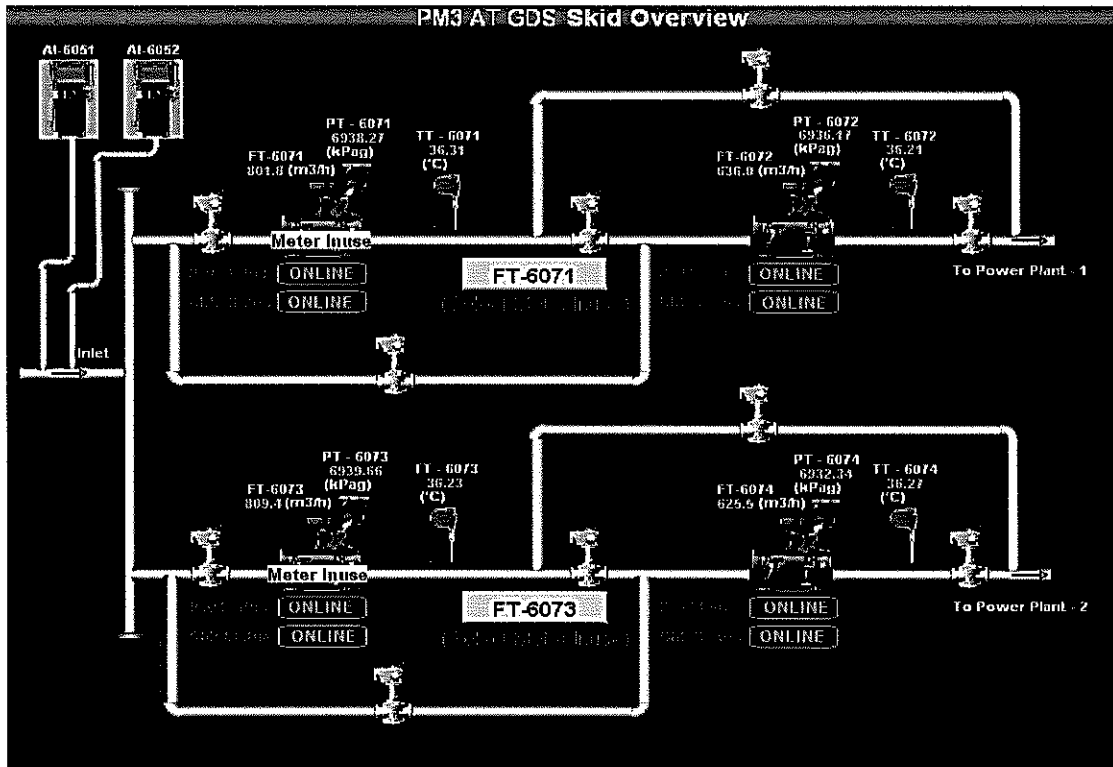 PM3 AT GDS Skid Overview
AI-6051
AI-6052
PT - 6071
6938.27
(kPag)
TT - 6071
36.31
(°C)
FT-6071
801.8 (m3/h)
PT - 6072
6936.17
(kPag)
TT - 6072
36.21
(°C)
FT-6072
636.0 (m3/h)
Meter Inuse
ONLINE
ONLINE
FT-6071
ONLINE
ONLINE
To Power Plant - 1
Inlet
PT - 6073
6939.66
(kPag)
TT - 6073
36.23
(°C)
FT-6073
809.4 (m3/h)
PT - 6074
6932.34
(kPag)
TT - 6074
36.27
(°C)
FT-6074
625.5 (m3/h)
Meter Inuse
ONLINE
ONLINE
FT-6073
ONLINE
ONLINE
To Power Plant - 2